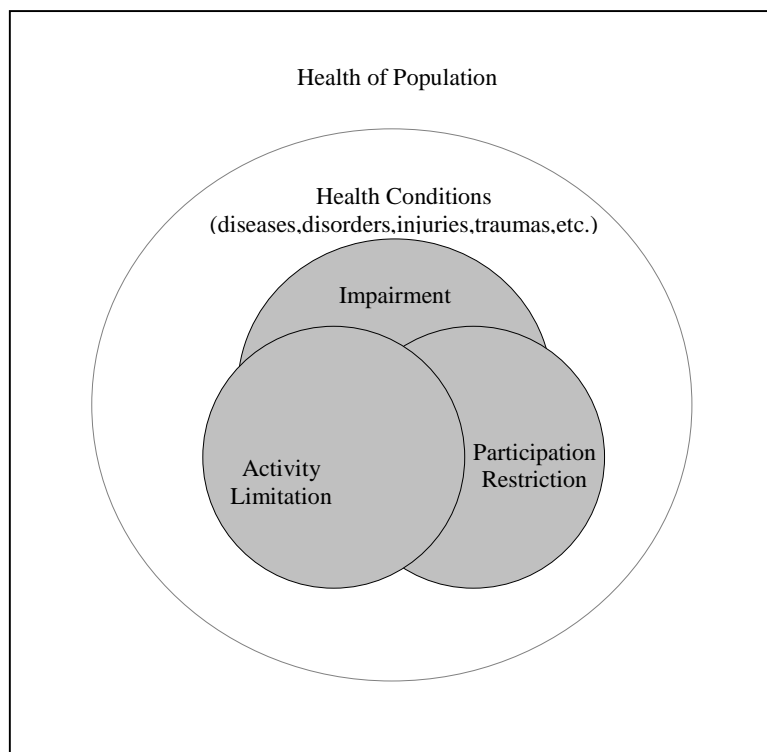 Health of Population
Health Conditions
(diseases,disorders,injuries,traumas,etc.)
Impairment
Activity
Limitation
Participation
Restriction